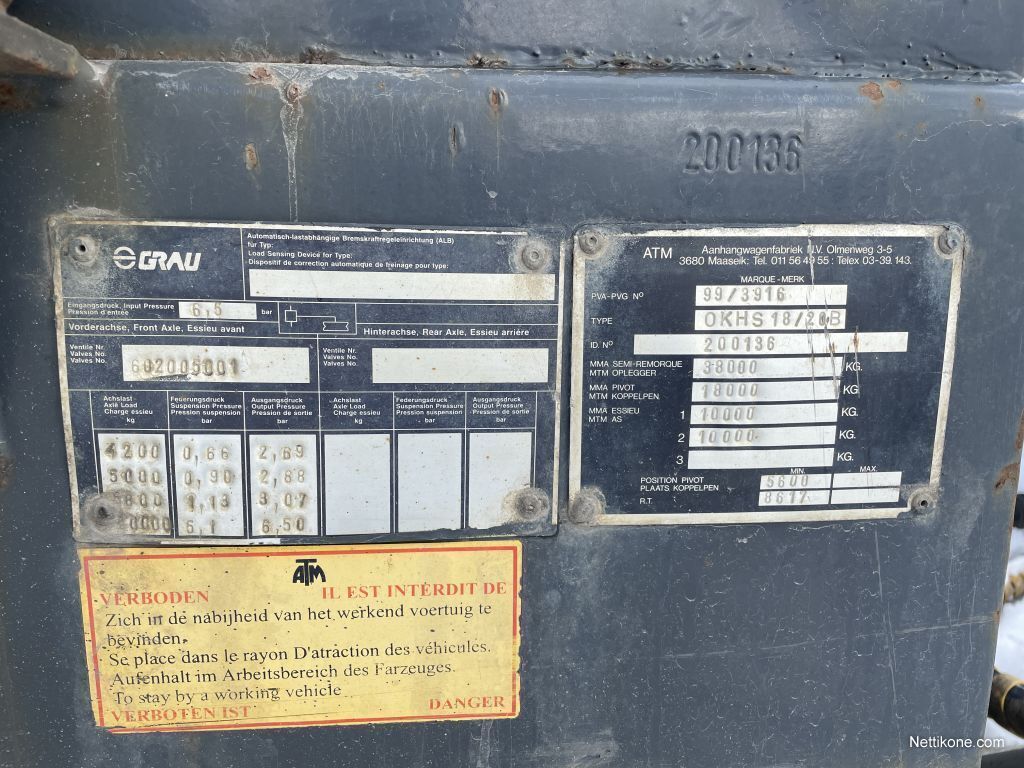 200136
GRAU
Automatisch-lastabhängige Bremskraftregeleinrichtung (ALB)
für Typ:
Load Sensing Device for Type:
Dispositif de correction automatique de freinage pour type:
Eingangsdruck, Input Pressure
Pression d'entrée
6,5 bar
Vorderachse, Front Axle, Essieu avant
Hinterachse, Rear Axle, Essieu arriére
Ventile Nr.
Valves No.
Valves No.
602005001
Ventile Nr.
Valves No.
Valves No.
Achslast
Axle Load
Charge essieu
kg
Federungsdruck
Suspension Pressure
Pression suspension
bar
Ausgangsdruck
Output Pressure
Pression de sortie
bar
Achslast
Axle Load
Charge essieu
kg
Federungsdruck
Suspension Pressure
Pression suspension
bar
Ausgangsdruck
Output Pressure
Pression de sortie
bar
4200 0,66 2,69
5000 0,90 2,88
1,13 3,07
6,1 6,50
ATM Aanhangwagenfabriek N.V. Olmenweg 3-5
3680 Maaseik: Tel. 011 56 49 55 : Telex 03-39. 143.
MARQUE-MERK
PVA-PVG Nº 99/3916
TYPE OKHS 18/20B
ID. Nº 200136
MMA SEMI-REMORQUE
MTM OPLEGGER 38000 KG.
MMA PIVOT
MTM KOPPELPEN 18000 KG.
MMA ESSIEU
MTM AS
1 10000 KG.
2 10000 KG.
3 KG.
MIN. MAX.
POSITION PIVOT
PLAATS KOPPELPEN 5600
R.T. 8617
ATM
VERBODEN IL EST INTERDIT DE
Zich in de nabijheid van het werkend voertuig te
bevinden.
Se place dans le rayon D'atraction des véhicules.
Aufenhalt im Arbeitsbereich des Farzeuges.
To stay by a working vehicle
VERBOTEN IST DANGER
Nettikone.com